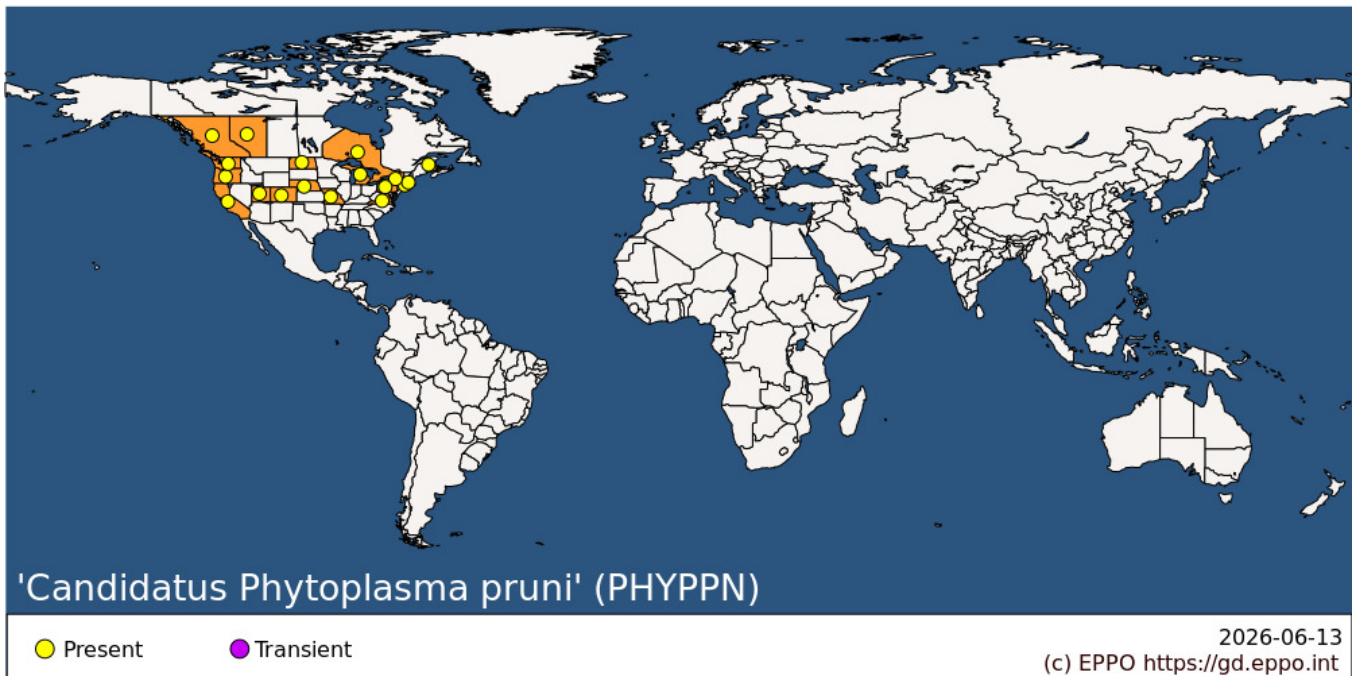 'Candidatus Phytoplasma pruni' (PHYPPN)
Present
Transient
2026-06-13
(c) EPPO https://gd.eppo.int